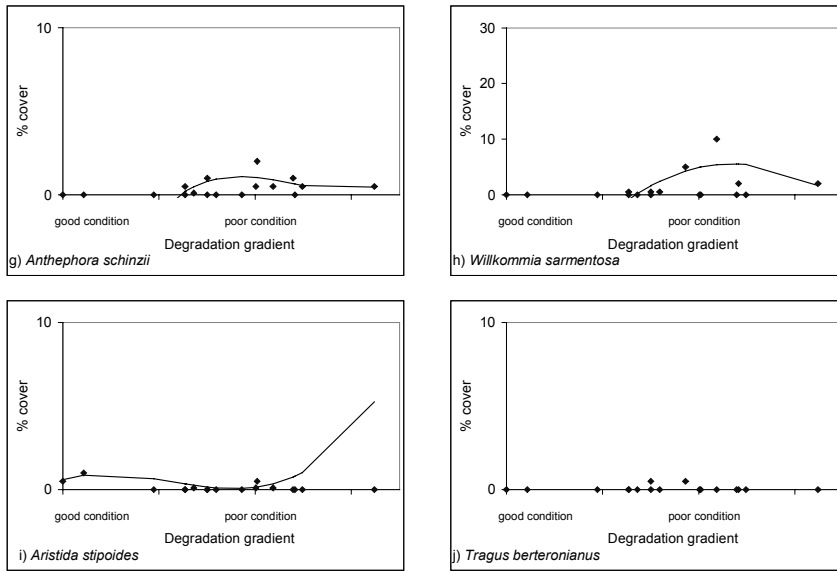 10
% cover
0
good condition poor condition
Degradation gradient
g) Anthephora schinzii
30
20
% cover
10
0
good condition poor condition
Degradation gradient
h) Willkommia sarmentosa
10
% cover
0
good condition poor condition
Degradation gradient
i) Aristida stipoides
10
% cover
0
good condition poor condition
Degradation gradient
j) Tragus berteronianus